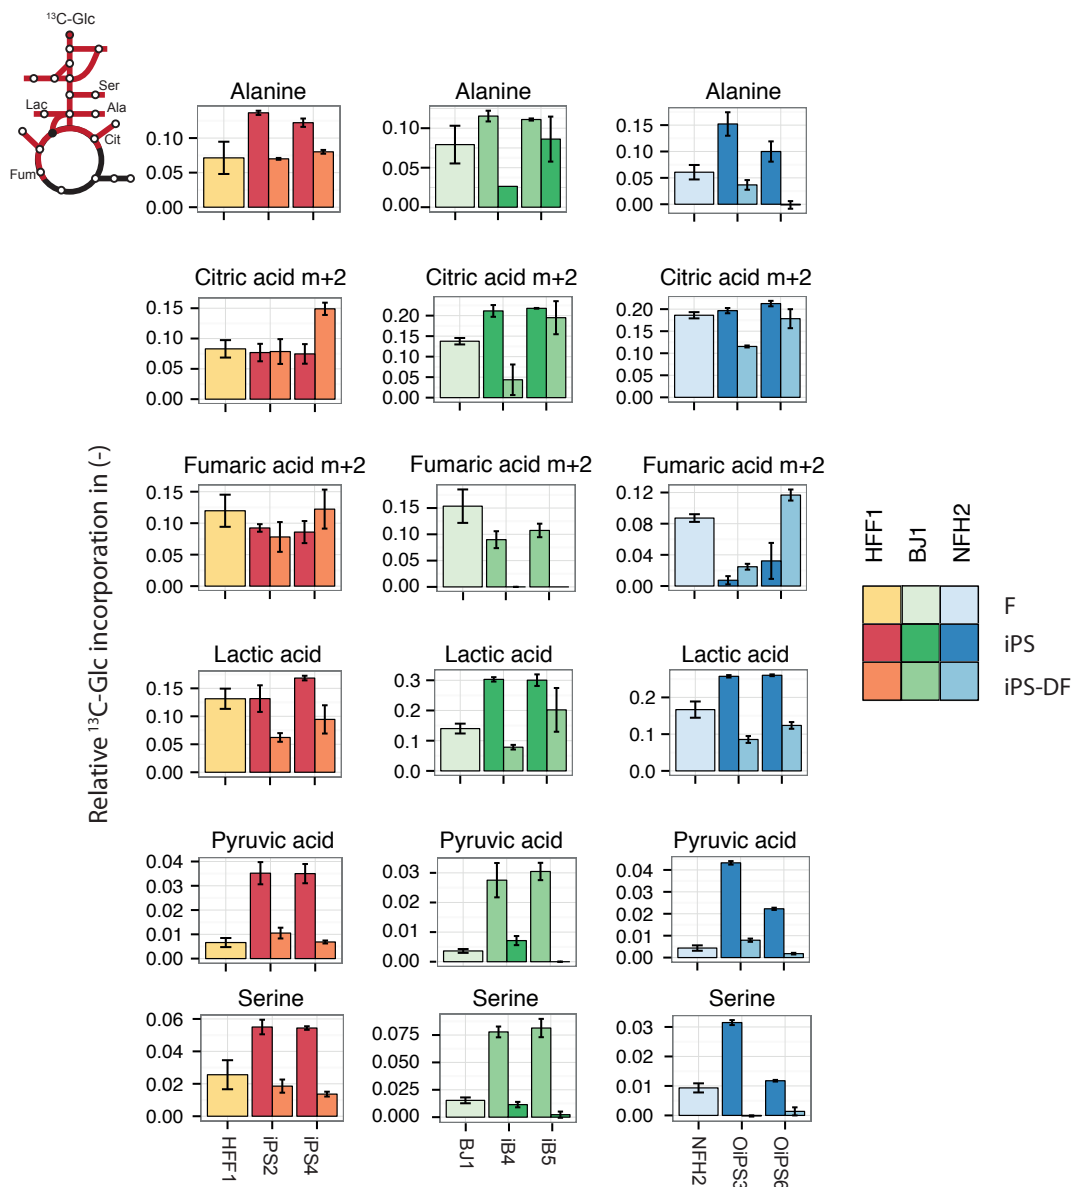 ¹³C-Glc
Ser
Lac
Ala
Cit
Fum
Relative ¹³C-Glc incorporation in (-)
Alanine
0.10
0.05
0.00
Alanine
0.10
0.05
0.00
Alanine
0.15
0.10
0.05
0.00
Citric acid m+2
0.15
0.10
0.05
0.00
Citric acid m+2
0.20
0.15
0.10
0.05
0.00
Citric acid m+2
0.20
0.15
0.10
0.05
0.00
Fumaric acid m+2
0.15
0.10
0.05
0.00
Fumaric acid m+2
0.15
0.10
0.05
0.00
Fumaric acid m+2
0.12
0.08
0.04
0.00
Lactic acid
0.15
0.10
0.05
0.00
Lactic acid
0.3
0.2
0.1
0.0
Lactic acid
0.2
0.1
0.0
Pyruvic acid
0.04
0.03
0.02
0.01
0.00
Pyruvic acid
0.03
0.02
0.01
0.00
Pyruvic acid
0.04
0.03
0.02
0.01
0.00
Serine
0.06
0.04
0.02
0.00
Serine
0.075
0.050
0.025
0.000
Serine
0.03
0.02
0.01
0.00
HFF1
iPS2
iPS4
BJ1
iB4
iB5
NFH2
OiPS3
OiPS6
HFF1
BJ1
NFH2
F
iPS
iPS-DF